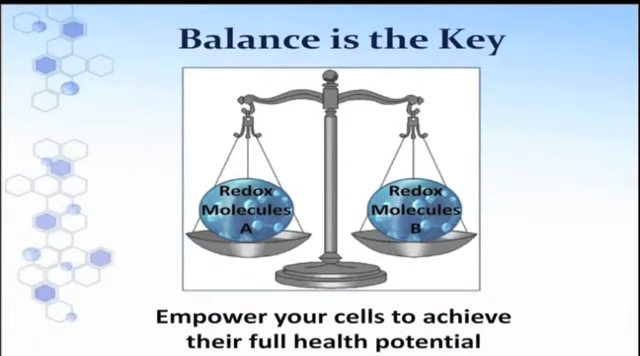 Balance is the Key
Redox
Molecules
A
Redox
Molecules
B
Empower your cells to achieve
their full health potential